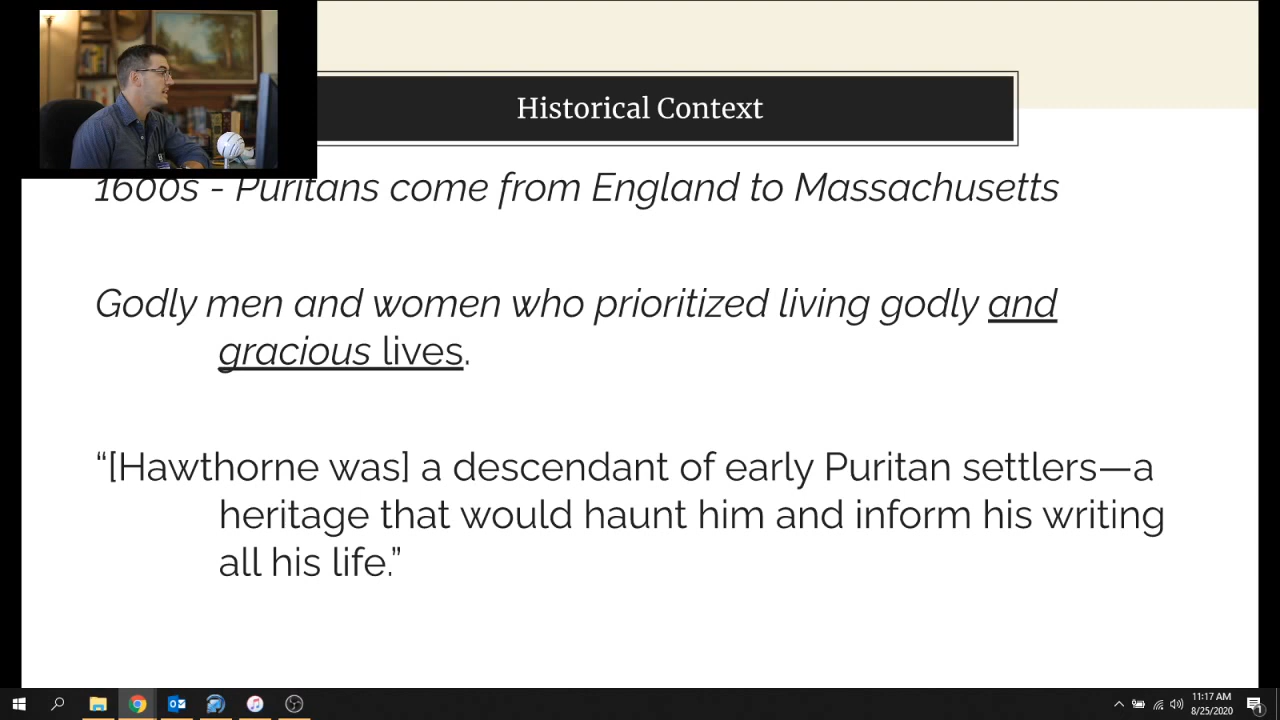 Historical Context
1600s - Puritans come from England to Massachusetts
Godly men and women who prioritized living godly and
gracious lives.
“[Hawthorne was] a descendant of early Puritan settlers—a
heritage that would haunt him and inform his writing
all his life.”
11:17 AM
8/25/2020
1